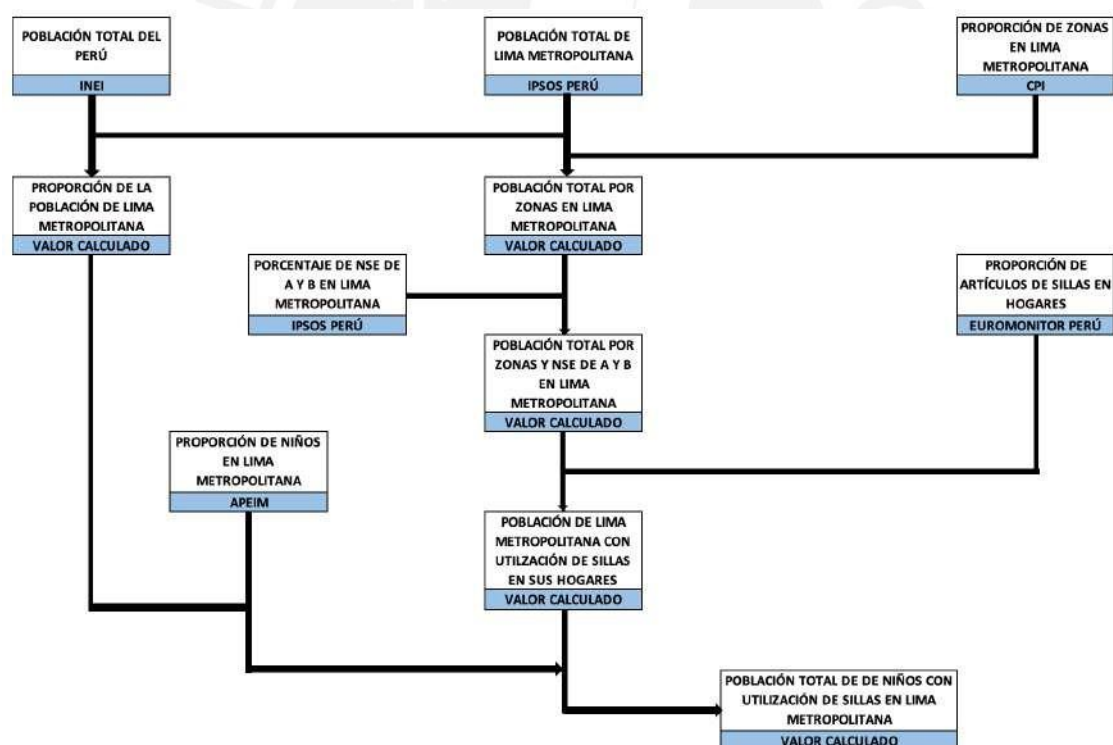 POBLACIÓN TOTAL DEL
PERÚ
INEI
POBLACIÓN TOTAL DE
LIMA METROPOLITANA
IPSOS PERÚ
PROPORCIÓN DE ZONAS
EN LIMA
METROPOLITANA
CPI
PROPORCIÓN DE LA
POBLACIÓN DE LIMA
METROPOLITANA
VALOR CALCULADO
POBLACIÓN TOTAL POR
ZONAS EN LIMA
METROPOLITANA
VALOR CALCULADO
PORCENTAJE DE NSE DE
A Y B EN LIMA
METROPOLITANA
IPSOS PERÚ
PROPORCIÓN DE
ARTÍCULOS DE SILLAS EN
HOGARES
EUROMONITOR PERÚ
POBLACIÓN TOTAL POR
ZONAS Y NSE DE A Y B
EN LIMA
METROPOLITANA
VALOR CALCULADO
PROPORCIÓN DE NIÑOS
EN LIMA
METROPOLITANA
APEIM
POBLACIÓN DE LIMA
METROPOLITANA CON
UTILZACIÓN DE SILLAS
EN SUS HOGARES
VALOR CALCULADO
POBLACIÓN TOTAL DE DE NIÑOS CON
UTILIZACIÓN DE SILLAS EN LIMA
METROPOLITANA
VALOR CALCULADO